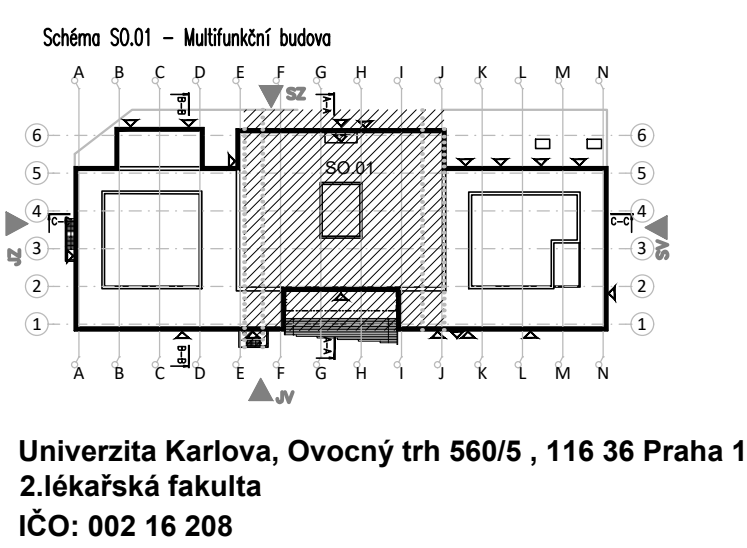 Schéma S0.01 – Multifunkční budova
A B C D E F G H I J K L M N
B-B A-A
SZ
6 6
5 SO.01 5
4 4
C-C C-C
JZ 3 3 SV
2 2
1 1
B-B A-A
A B C D E F G H I J K L M N
JV
Univerzita Karlova, Ovocný trh 560/5 , 116 36 Praha 1
2.lékařská fakulta
IČO: 002 16 208